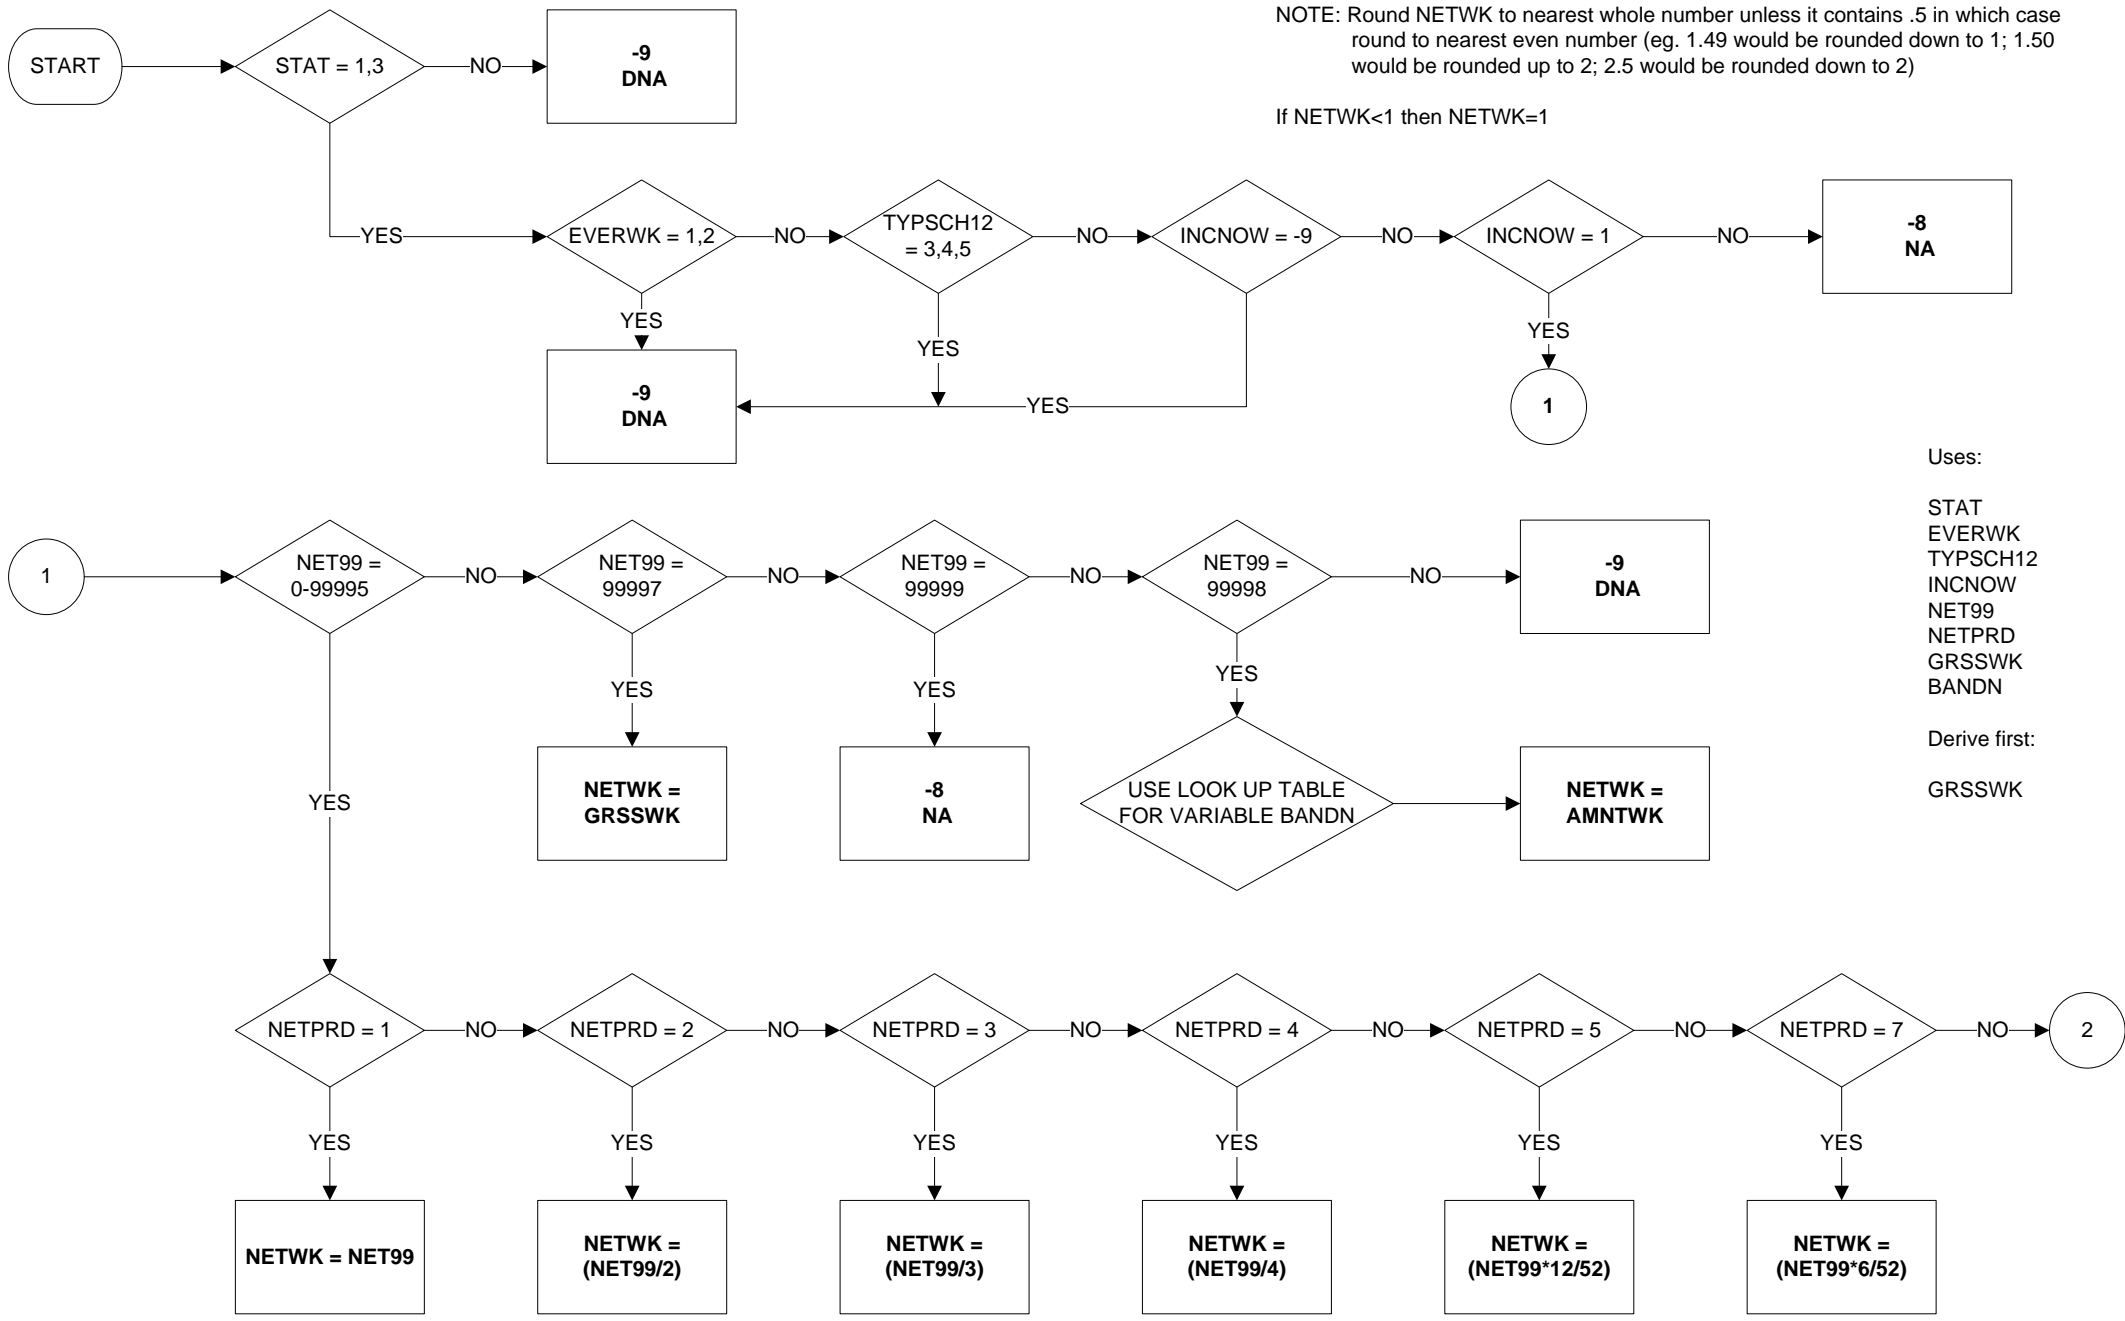 NOTE: Round NETWK to nearest whole number unless it contains .5 in which case
round to nearest even number (eg. 1.49 would be rounded down to 1; 1.50
would be rounded up to 2; 2.5 would be rounded down to 2)
If NETWK<1 then NETWK=1
START
STAT = 1,3
NO
-9
DNA
YES
EVERWK = 1,2
NO
TYPSCH12
= 3,4,5
NO
INCNOW = -9
NO
INCNOW = 1
NO
-8
NA
YES
YES
YES
YES
-9
DNA
1
Uses:
STAT
EVERWK
TYPSCH12
INCNOW
NET99
NETPRD
GRSSWK
BANDN
Derive first:
GRSSWK
1
NET99 =
0-99995
NO
NET99 =
99997
NO
NET99 =
99999
NO
NET99 =
99998
NO
-9
DNA
YES
YES
YES
YES
NETWK =
GRSSWK
-8
NA
USE LOOK UP TABLE
FOR VARIABLE BANDN
NETWK =
AMNTWK
NETPRD = 1
NO
NETPRD = 2
NO
NETPRD = 3
NO
NETPRD = 4
NO
NETPRD = 5
NO
NETPRD = 7
NO
2
YES
YES
YES
YES
YES
YES
NETWK = NET99
NETWK =
(NET99/2)
NETWK =
(NET99/3)
NETWK =
(NET99/4)
NETWK =
(NET99*12/52)
NETWK =
(NET99*6/52)